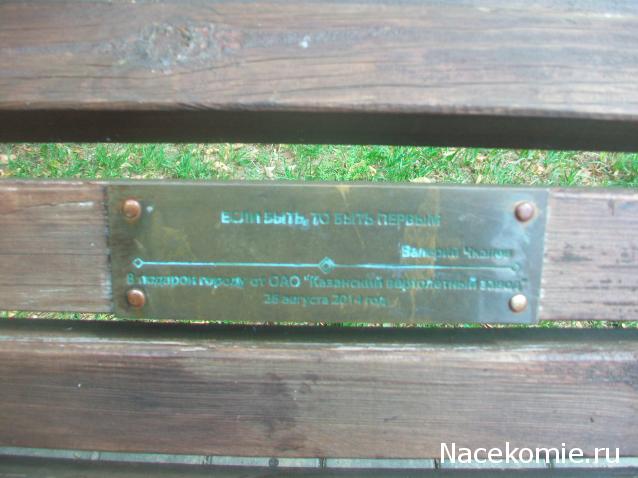 ЕСЛИ БЫТЬ, ТО БЫТЬ ПЕРВЫМ
Валерий Чкалов
В подарок городу от ОАО "Казанский вертолётный завод"
26 августа 2014 год
Nacekomie.ru